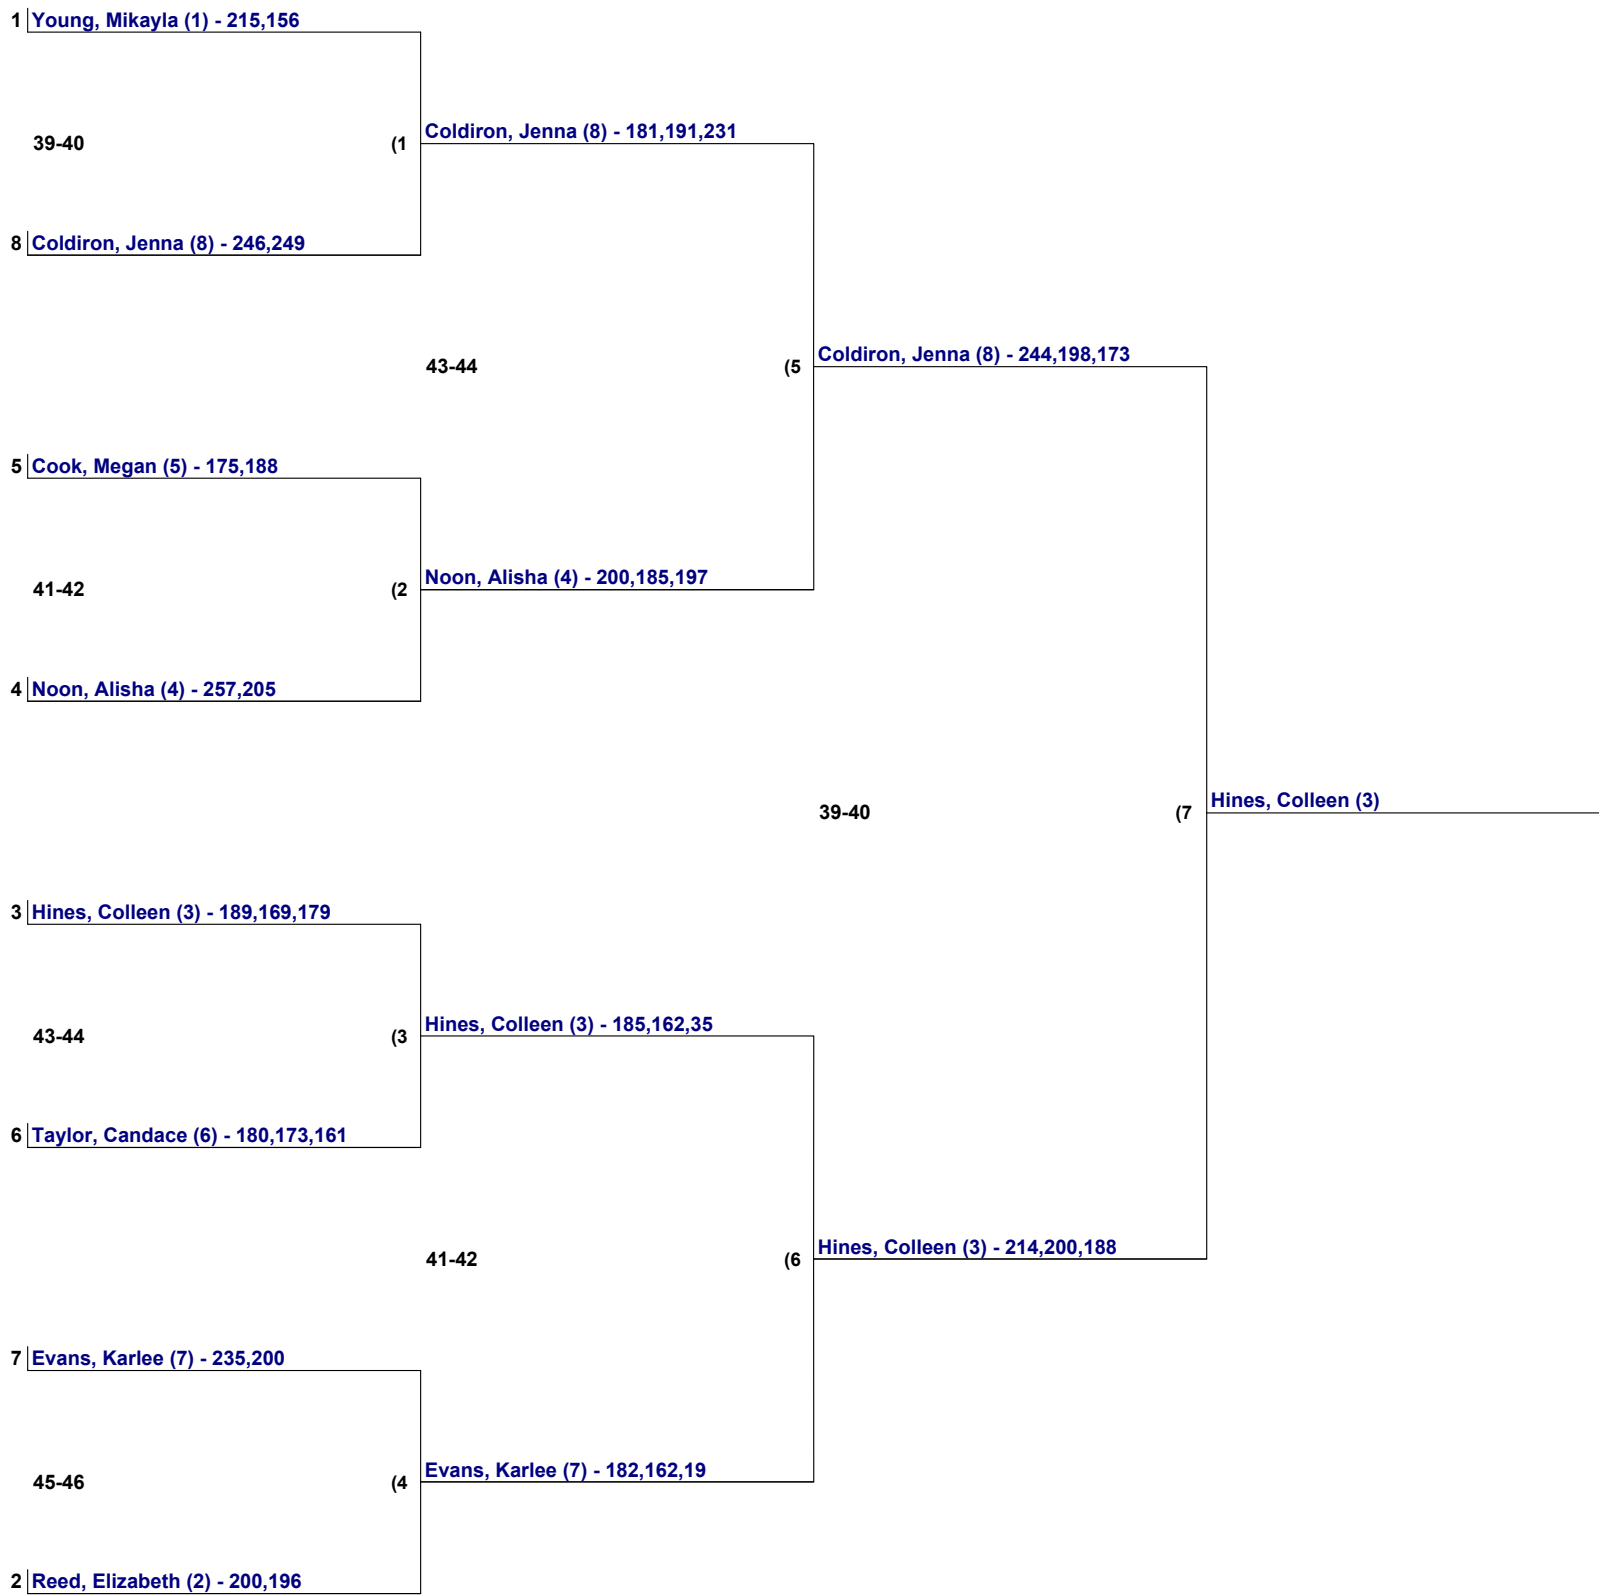 1 Young, Mikayla (1) - 215,156
39-40 (1
Coldiron, Jenna (8) - 181,191,231
8 Coldiron, Jenna (8) - 246,249
43-44 (5
Coldiron, Jenna (8) - 244,198,173
5 Cook, Megan (5) - 175,188
41-42 (2
Noon, Alisha (4) - 200,185,197
4 Noon, Alisha (4) - 257,205
39-40 (7
Hines, Colleen (3)
3 Hines, Colleen (3) - 189,169,179
43-44 (3
Hines, Colleen (3) - 185,162,35
6 Taylor, Candace (6) - 180,173,161
41-42 (6
Hines, Colleen (3) - 214,200,188
7 Evans, Karlee (7) - 235,200
45-46 (4
Evans, Karlee (7) - 182,162,19
2 Reed, Elizabeth (2) - 200,196